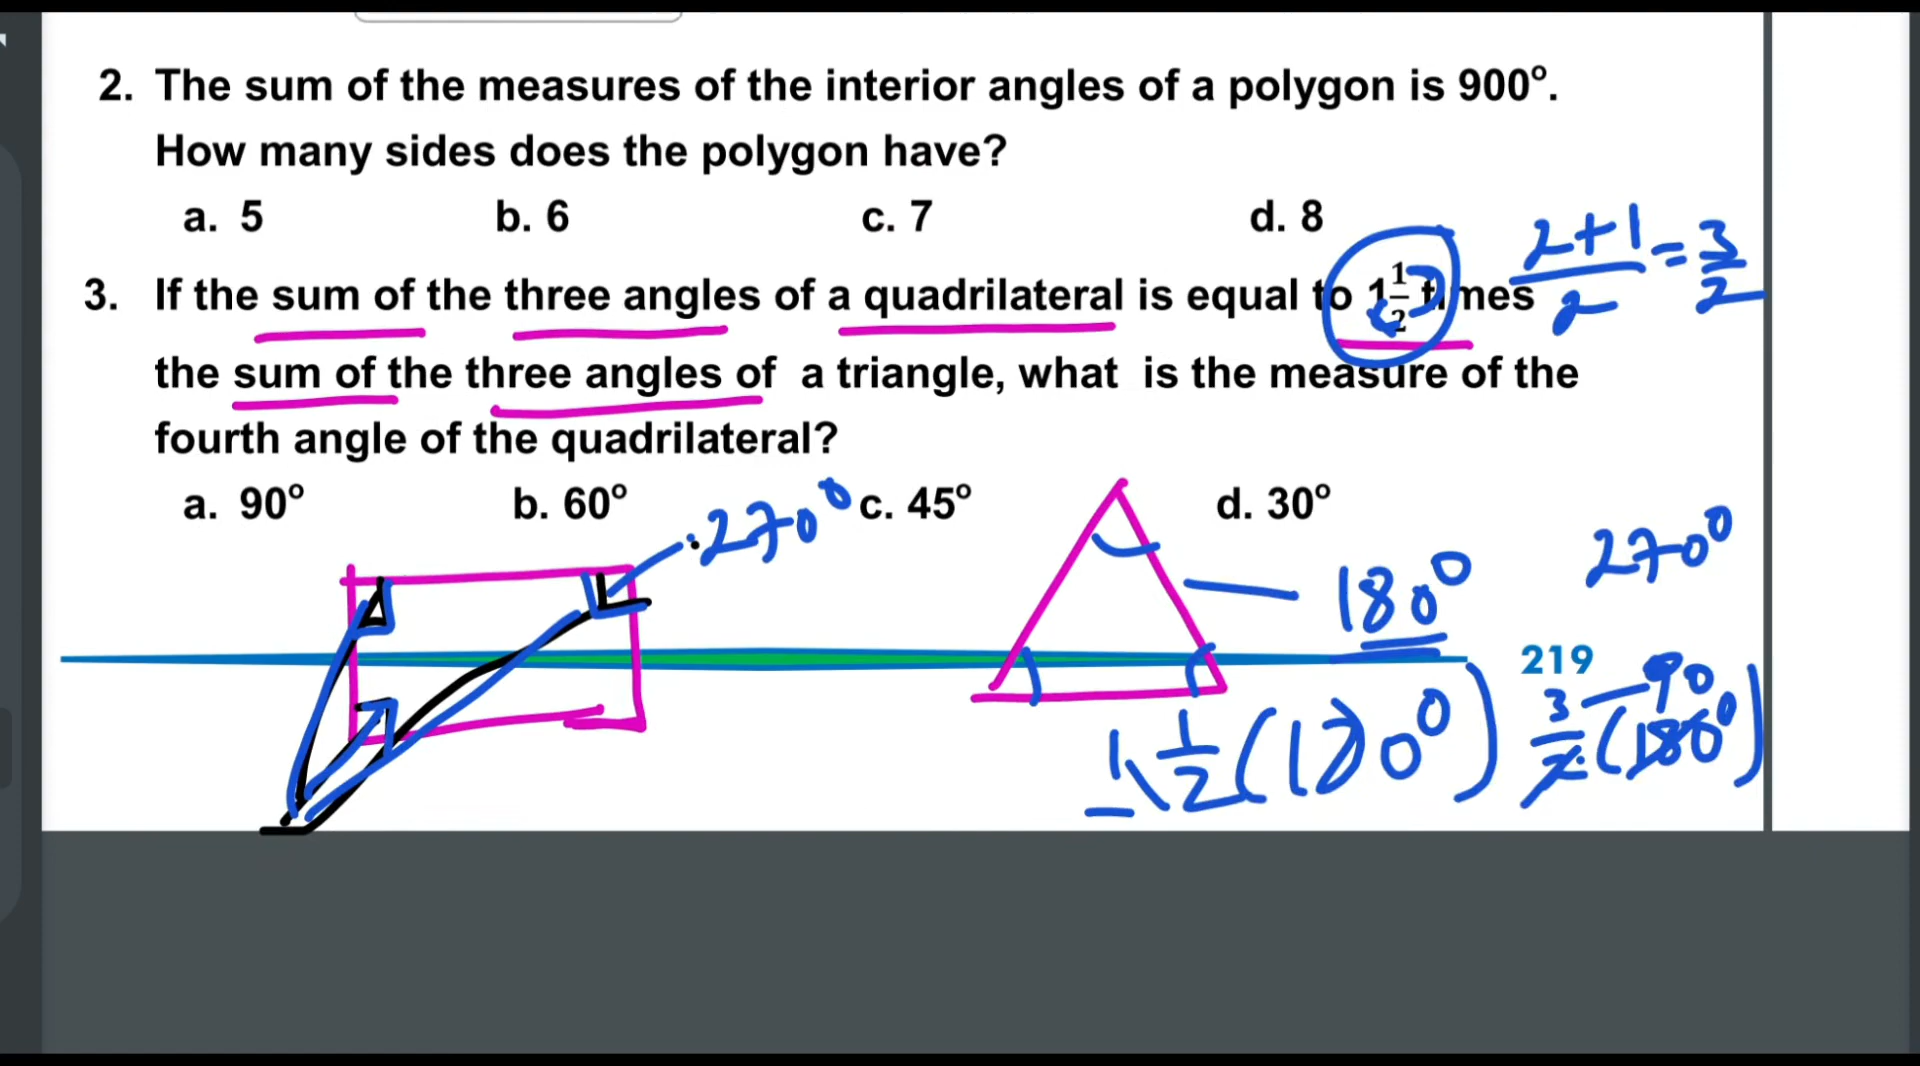 2. The sum of the measures of the interior angles of a polygon is 900°.
How many sides does the polygon have?
a. 5 b. 6 c. 7 d. 8
2+1/2 = 3/2
3. If the sum of the three angles of a quadrilateral is equal to 1 1/2 times
the sum of the three angles of a triangle, what is the measure of the
fourth angle of the quadrilateral?
a. 90° b. 60° c. 45° d. 30°
270°
180°
270°
219
1 1/2 (180°)
3/2 (180°)
90